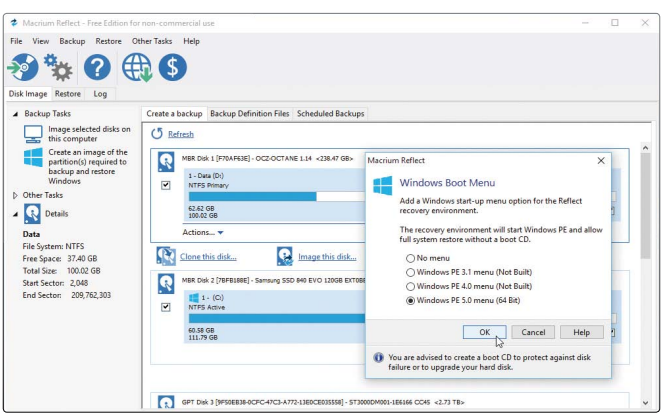 Macrium Reflect - Free Edition for non-commercial use
File View Backup Restore Other Tasks Help
Disk Image Restore Log
Backup Tasks
Image selected disks on
this computer
Create an image of the
partition(s) required to
backup and restore
Windows
Other Tasks
Details
Data
File System: NTFS
Free Space: 37.40 GB
Total Size: 100.02 GB
Start Sector: 2,048
End Sector: 209,762,303
Create a backup Backup Definition Files Scheduled Backups
Refresh
MBR Disk 1 [F70AF63E] - OCZ-OCTANE 1.14 <238.47 GB>
1 - Data (D:)
NTFS Primary
62.62 GB
100.02 GB
Actions...
Clone this disk... Image this disk...
MBR Disk 2 [7BFB188E] - Samsung SSD 840 EVO 120GB
1 - (C:)
NTFS Active
60.58 GB
111.79 GB
GPT Disk 3 [9F50EB38-0CFC-47C3-A772-13E0CE035558] - ST3000DM001-1E6166 CC45 <2.73 TB>
Macrium Reflect
Windows Boot Menu
Add a Windows start-up menu option for the Reflect
recovery environment.
The recovery environment will start Windows PE and allow
full system restore without a boot CD.
No menu
Windows PE 3.1 menu (Not Built)
Windows PE 4.0 menu (Not Built)
Windows PE 5.0 menu (64 Bit)
OK Cancel Help
You are advised to create a boot CD to protect against disk
failure or to upgrade your hard disk.